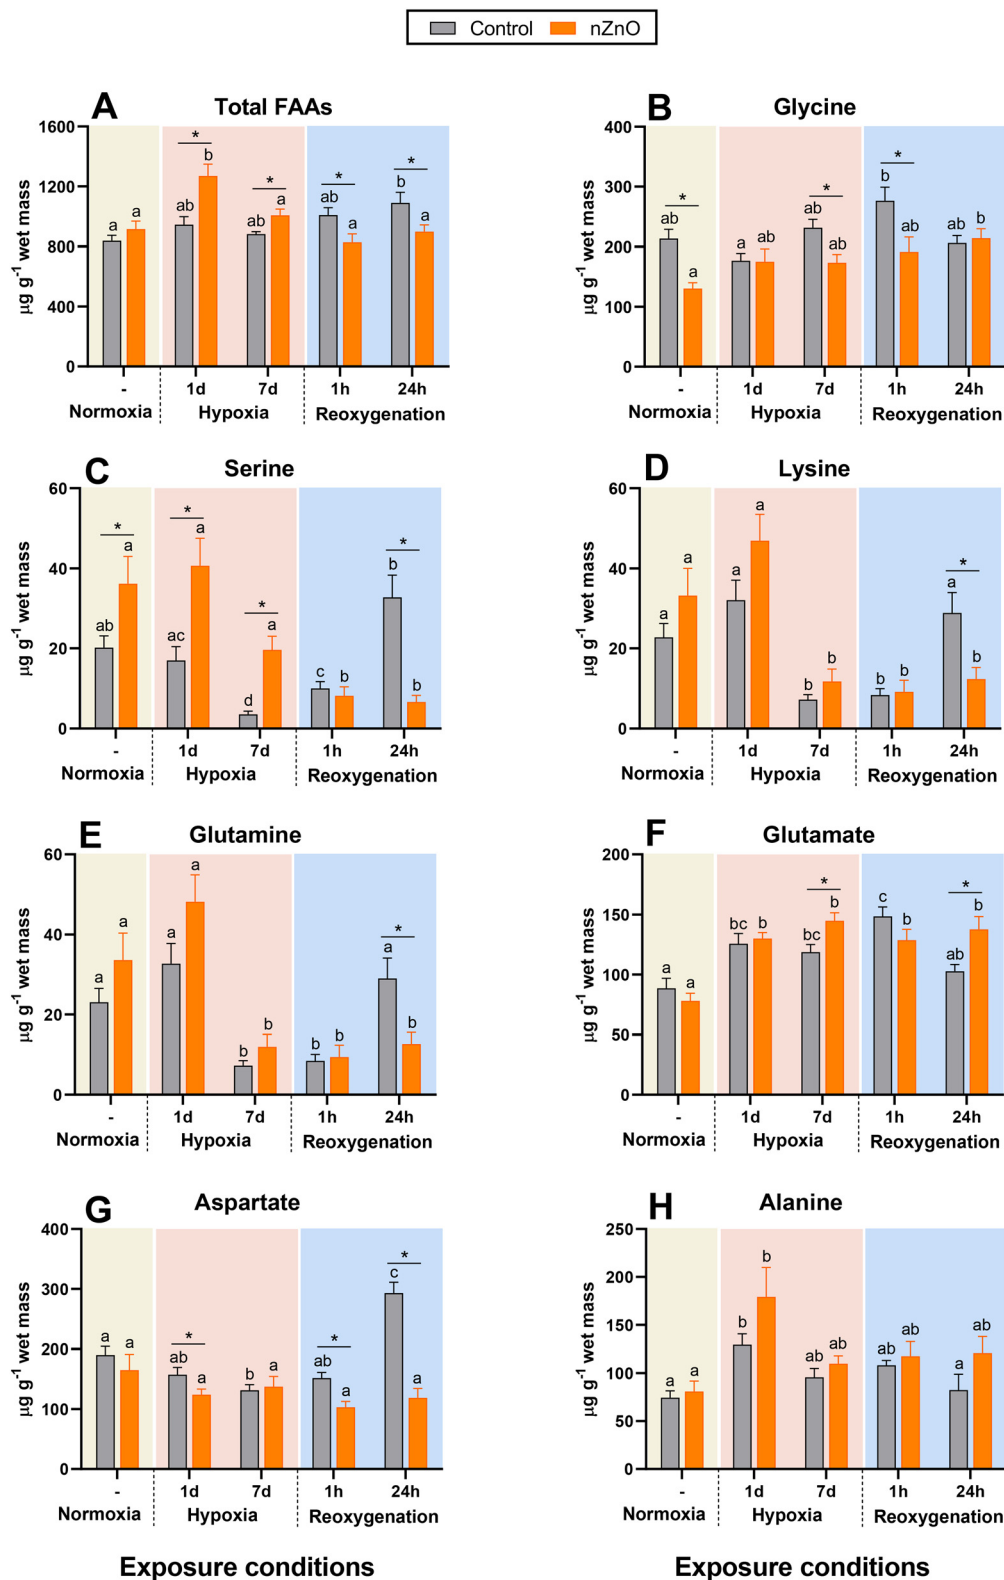 Control nZnO
A Total FAAs
μg g-1 wet mass
1600
1200
800
400
0
a a ab * b ab * a ab * a b * a
- 1d 7d 1h 24h
Normoxia Hypoxia Reoxygenation
B Glycine
μg g-1 wet mass
400
300
200
100
0
ab * a a ab ab * ab b * ab ab b
- 1d 7d 1h 24h
Normoxia Hypoxia Reoxygenation
C Serine
μg g-1 wet mass
60
40
20
0
ab * a ac * a d * a c b b * b
- 1d 7d 1h 24h
Normoxia Hypoxia Reoxygenation
D Lysine
μg g-1 wet mass
60
40
20
0
a a a a b b b b a * b
- 1d 7d 1h 24h
Normoxia Hypoxia Reoxygenation
E Glutamine
μg g-1 wet mass
60
40
20
0
a a a a b b b b a * b
- 1d 7d 1h 24h
Normoxia Hypoxia Reoxygenation
F Glutamate
μg g-1 wet mass
200
150
100
50
0
a a bc b bc * b c b ab * b
- 1d 7d 1h 24h
Normoxia Hypoxia Reoxygenation
G Aspartate
μg g-1 wet mass
400
300
200
100
0
a a ab * a b a ab * a c * a
- 1d 7d 1h 24h
Normoxia Hypoxia Reoxygenation
H Alanine
μg g-1 wet mass
250
200
150
100
50
0
a a b b ab ab ab ab a ab
- 1d 7d 1h 24h
Normoxia Hypoxia Reoxygenation
Exposure conditions Exposure conditions